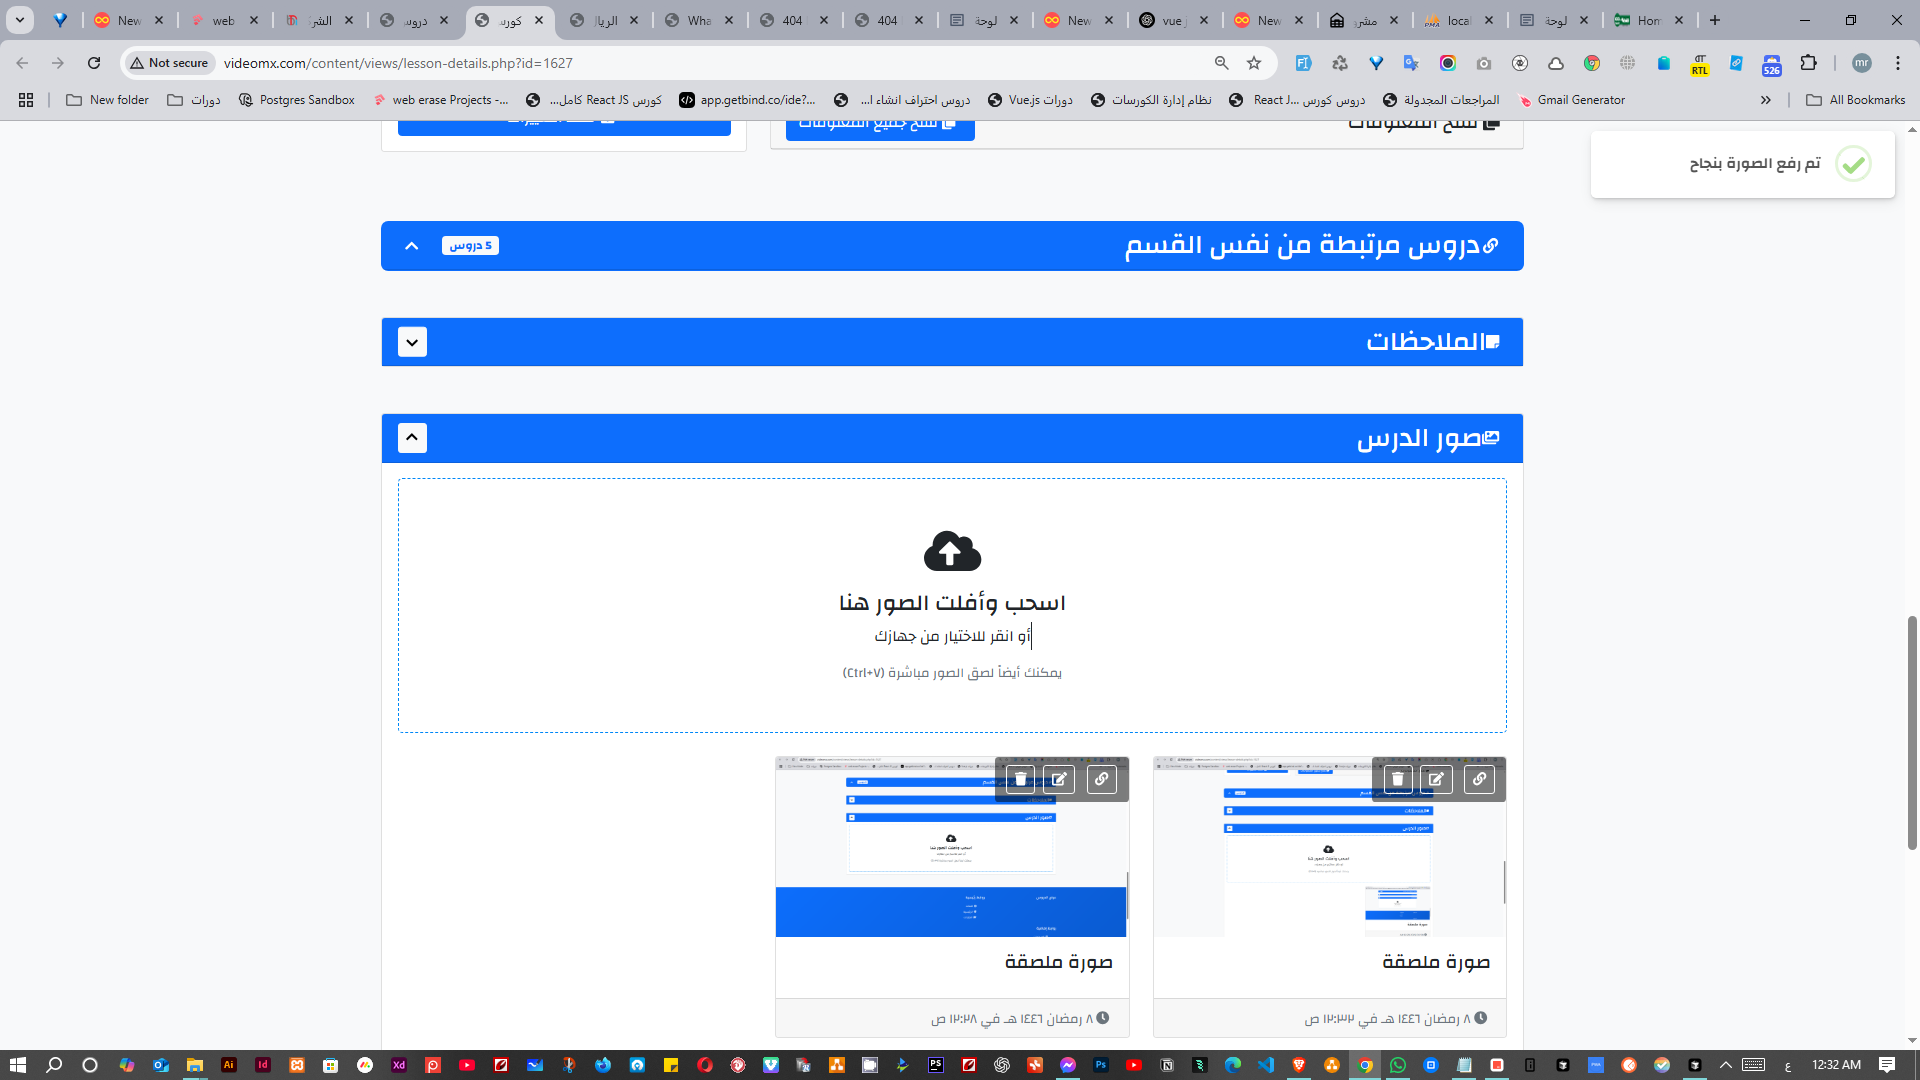 New
web
الشر
دروس
كورس
الريال
Wha
404
404
لوحة
New
vue j
New
مشري
local
لوحة
Hom
Not secure
videomx.com/content/views/lesson-details.php?id=1627
RTL
526
mr
New folder
دورات
Postgres Sandbox
web erase Projects -...
كورس React JS كامل...
app.getbind.co/ide?...
دروس احتراف انشاء ا...
دورات Vue.js
نظام إدارة الكورسات
دروس كورس React J...
المراجعات المجدولة
Gmail Generator
All Bookmarks
تم رفع الصورة بنجاح
دروس مرتبطة من نفس القسم
5 دروس
الملاحظات
صور الدرس
اسحب وأفلت الصور هنا
أو انقر للاختيار من جهازك
يمكنك أيضاً لصق الصور مباشرة (Ctrl+V)
صورة ملصقة
٨ رمضان ١٤٤٦ هـ في ١٢:٣٢ ص
صورة ملصقة
٨ رمضان ١٤٤٦ هـ في ١٢:٢٨ ص
ع
12:32 AM